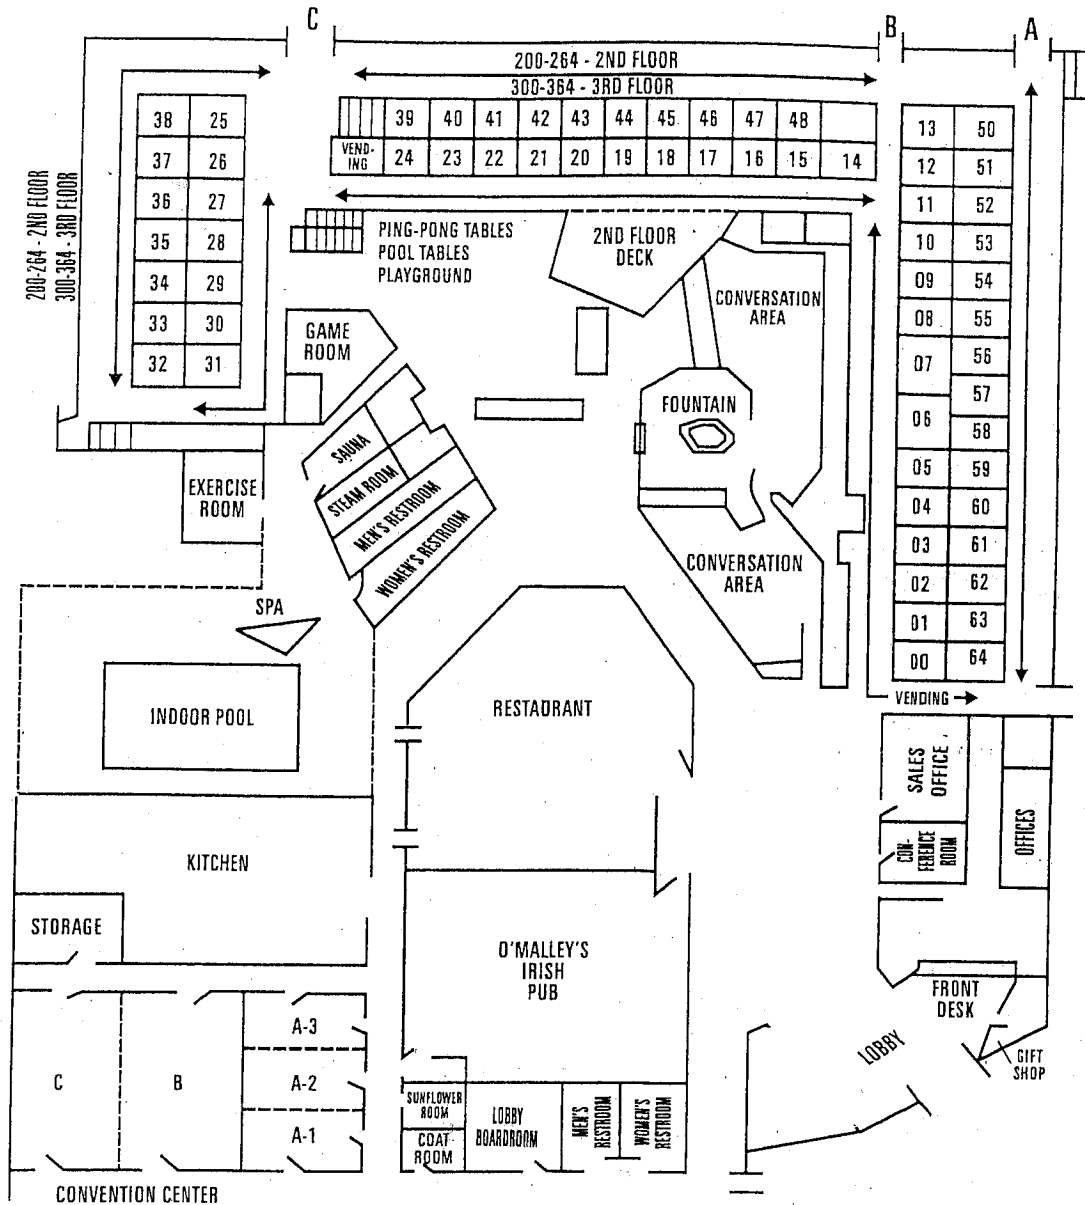 C
B
A
200-264 - 2ND FLOOR
300-364 - 3RD FLOOR
38 25
37 26
36 27
35 28
34 29
33 30
32 31
200-264 - 2ND FLOOR
300-364 - 3RD FLOOR
39 40 41 42 43 44 45 46 47 48
VEND-
ING
24 23 22 21 20 19 18 17 16 15 14
13 50
12 51
11 52
10 53
09 54
08 55
07 56
57
06 58
05 59
04 60
03 61
02 62
01 63
00 64
VENDING
PING-PONG TABLES
POOL TABLES
PLAYGROUND
2ND FLOOR
DECK
CONVERSATION
AREA
GAME
ROOM
FOUNTAIN
SAUNA
STEAM ROOM
MEN'S RESTROOM
WOMEN'S RESTROOM
EXERCISE
ROOM
CONVERSATION
AREA
SPA
INDOOR POOL
RESTAURANT
SALES
OFFICE
CON-
FERENCE
ROOM
OFFICES
KITCHEN
STORAGE
O'MALLEY'S
IRISH
PUB
FRONT
DESK
LOBBY
GIFT
SHOP
C
B
A-3
A-2
A-1
SUNFLOWER
ROOM
COAT
ROOM
LOBBY
BOARDROOM
MEN'S
RESTROOM
WOMEN'S
RESTROOM
CONVENTION CENTER